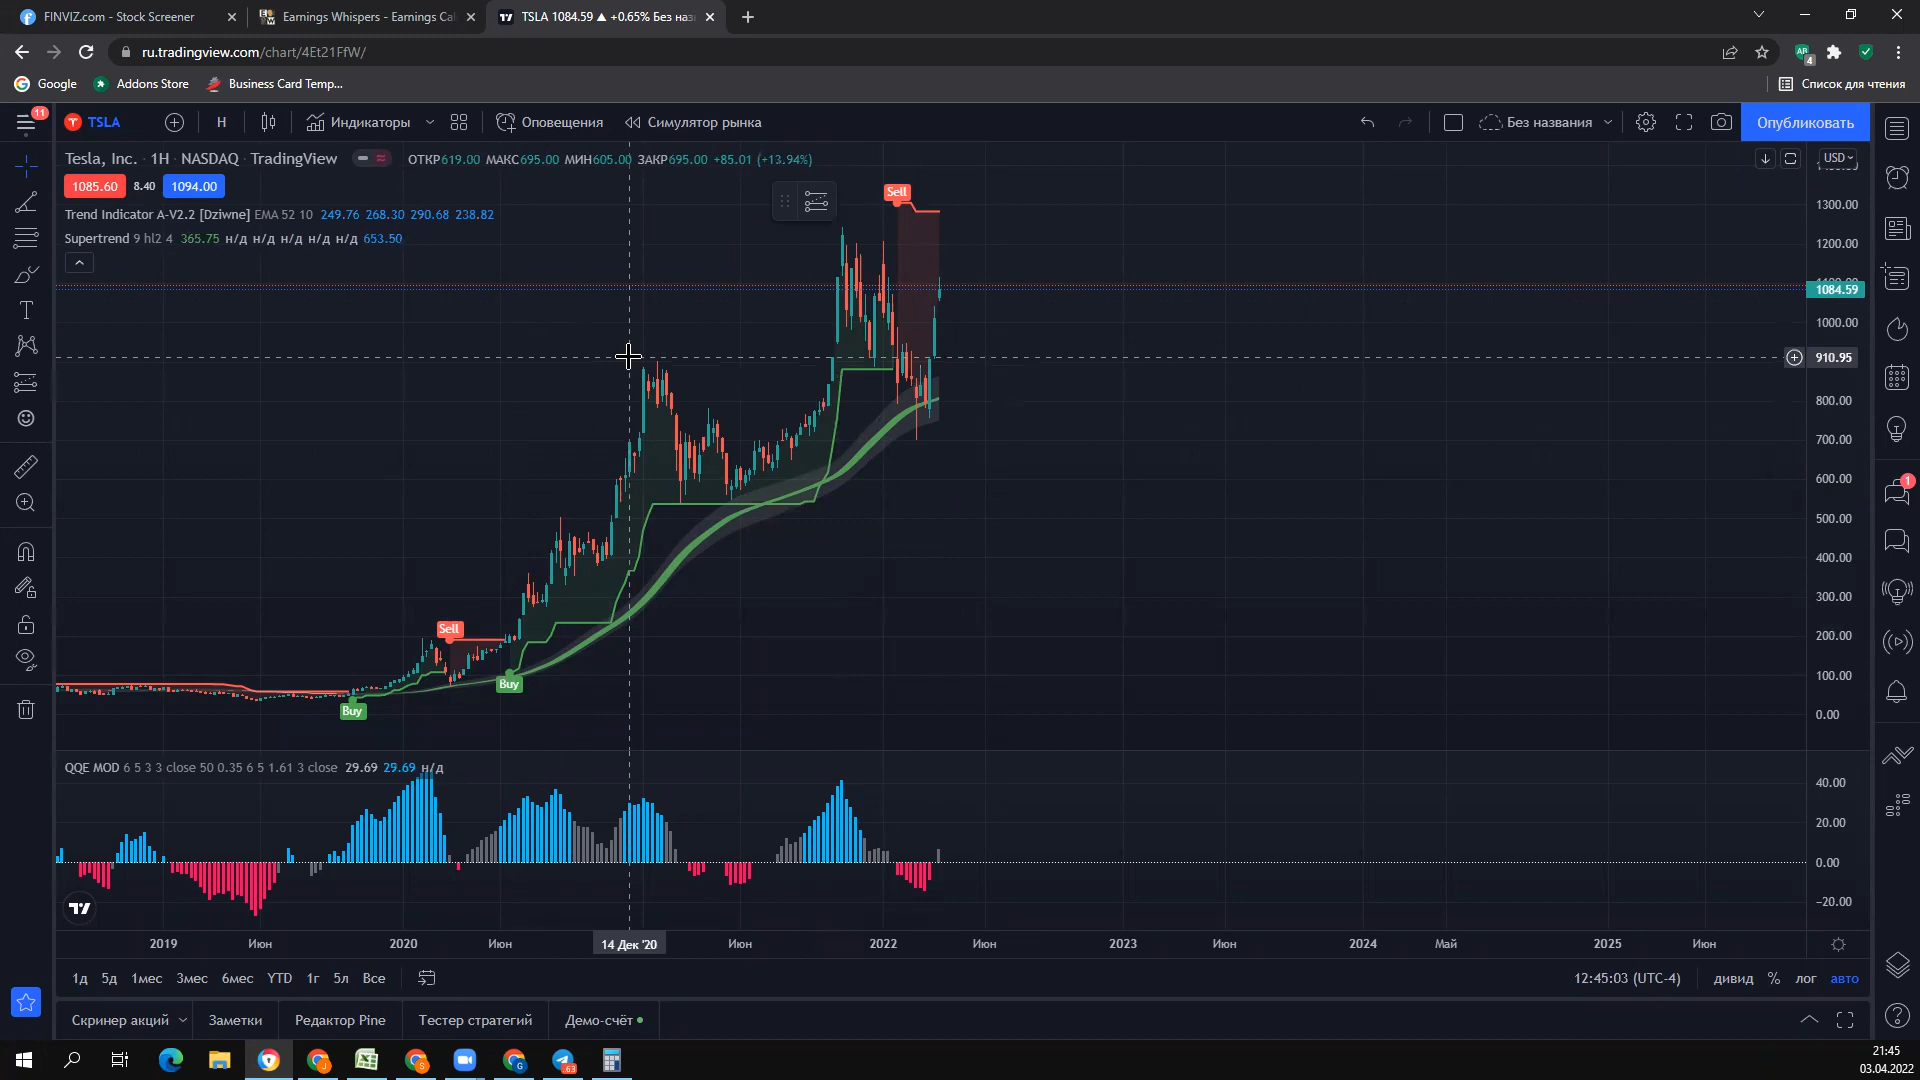 FINVIZ.com - Stock Screener
Earnings Whispers - Earnings Cal
TSLA 1084.59 ▲ +0.65% Без наз
ru.tradingview.com/chart/4Et21FfW/
4
Google
Addons Store
Business Card Temp...
Список для чтения
11
TSLA
Н
Индикаторы
Оповещения
Симулятор рынка
Без названия
Опубликовать
Tesla, Inc. · 1Н · NASDAQ · TradingView
ОТКР619.00 МАКС695.00 МИН605.00 ЗАКР695.00 +85.01 (+13.94%)
USD
1085.60
8.40
1094.00
Trend Indicator A-V2.2 [Dziwne] EMA 52 10 249.76 268.30 290.68 238.82
Supertrend 9 hl2 4 365.75 н/д н/д н/д н/д н/д 653.50
Sell
1300.00
1200.00
1084.59
1000.00
910.95
800.00
700.00
600.00
500.00
400.00
300.00
200.00
100.00
0.00
Sell
Buy
Buy
1
QQE MOD 6 5 3 3 close 50 0.35 6 5 1.61 3 close 29.69 29.69 н/д
40.00
20.00
0.00
−20.00
2019
Июн
2020
Июн
14 Дек '20
Июн
2022
Июн
2023
Июн
2024
Май
2025
Июн
1д 5д 1мес 3мес 6мес YTD 1г 5л Все
12:45:03 (UTC-4)
дивид % лог авто
Скринер акций
Заметки
Редактор Pine
Тестер стратегий
Демо-счёт
63
21:45
03.04.2022